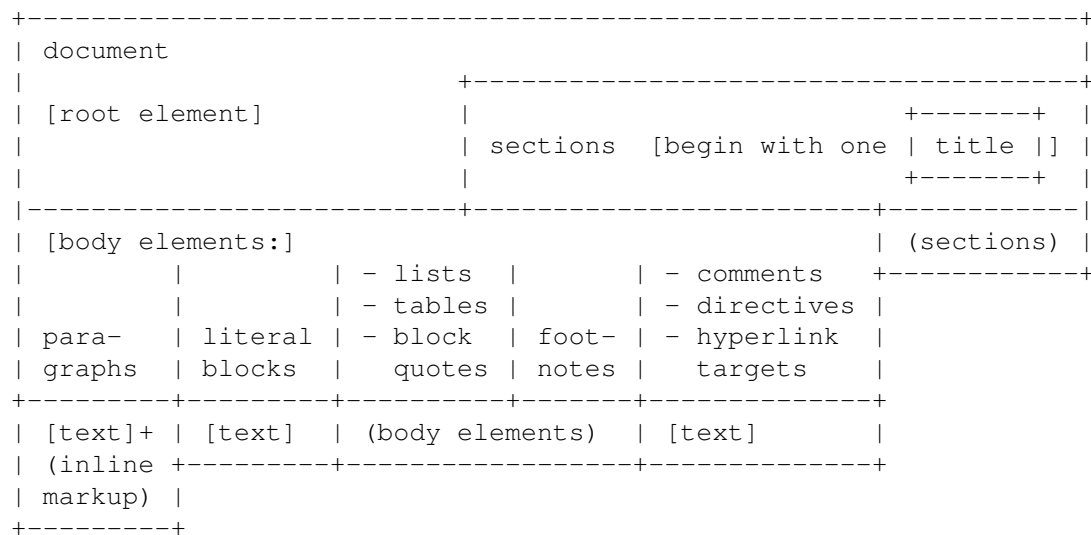 +--------------------------------------------------------------------+
| document                                                           |
|                            +---------------------------------------+
| [root element]             |                            +-------+  |
|                            | sections  [begin with one | title |] |
|                            |                            +-------+  |
|----------------------------+-------------------------+-------------|
| [body elements:]                                     | (sections) |
|         |         | - lists  |       | - comments   +------------+
|         |         | - tables |       | - directives |
| para-   | literal | - block  | foot- | - hyperlink  |
| graphs  | blocks  |   quotes | notes |   targets    |
+---------+---------+----------+-------+--------------+
| [text]+ | [text]  | (body elements)  | [text]       |
| (inline +---------+------------------+--------------+
| markup) |
+---------+